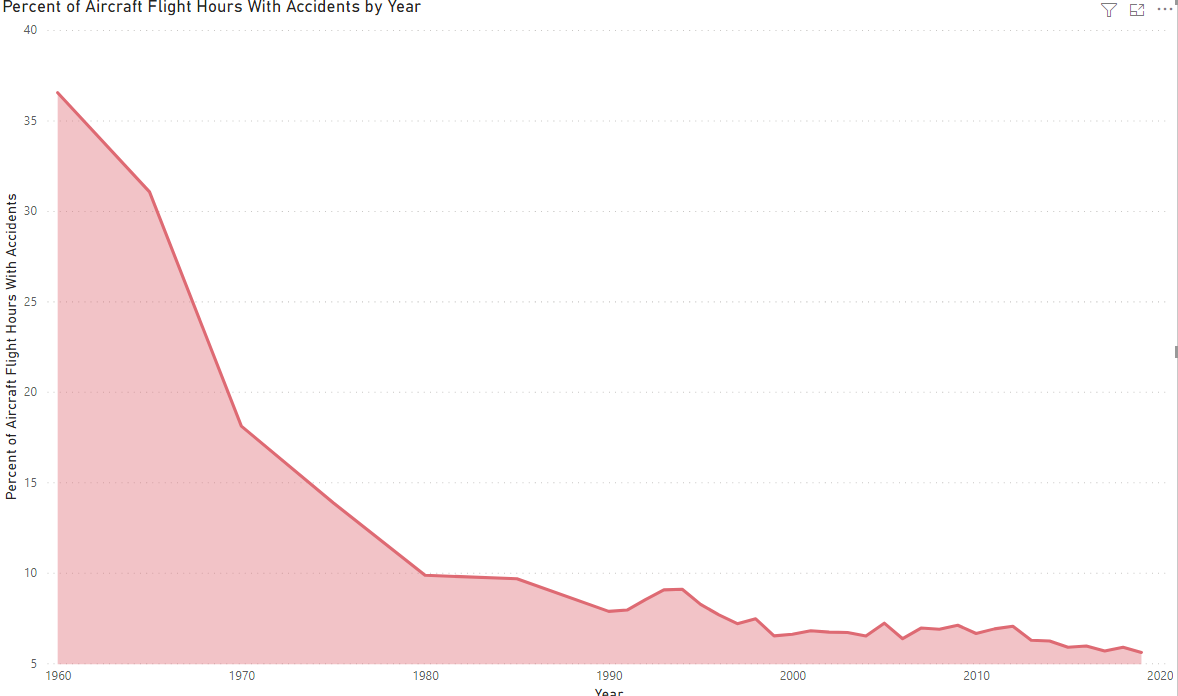 Percent of Aircraft Flight Hours With Accidents by Year
40
35
30
25
20
15
10
5
Percent of Aircraft Flight Hours With Accidents
1960 1970 1980 1990 2000 2010 2020
Year